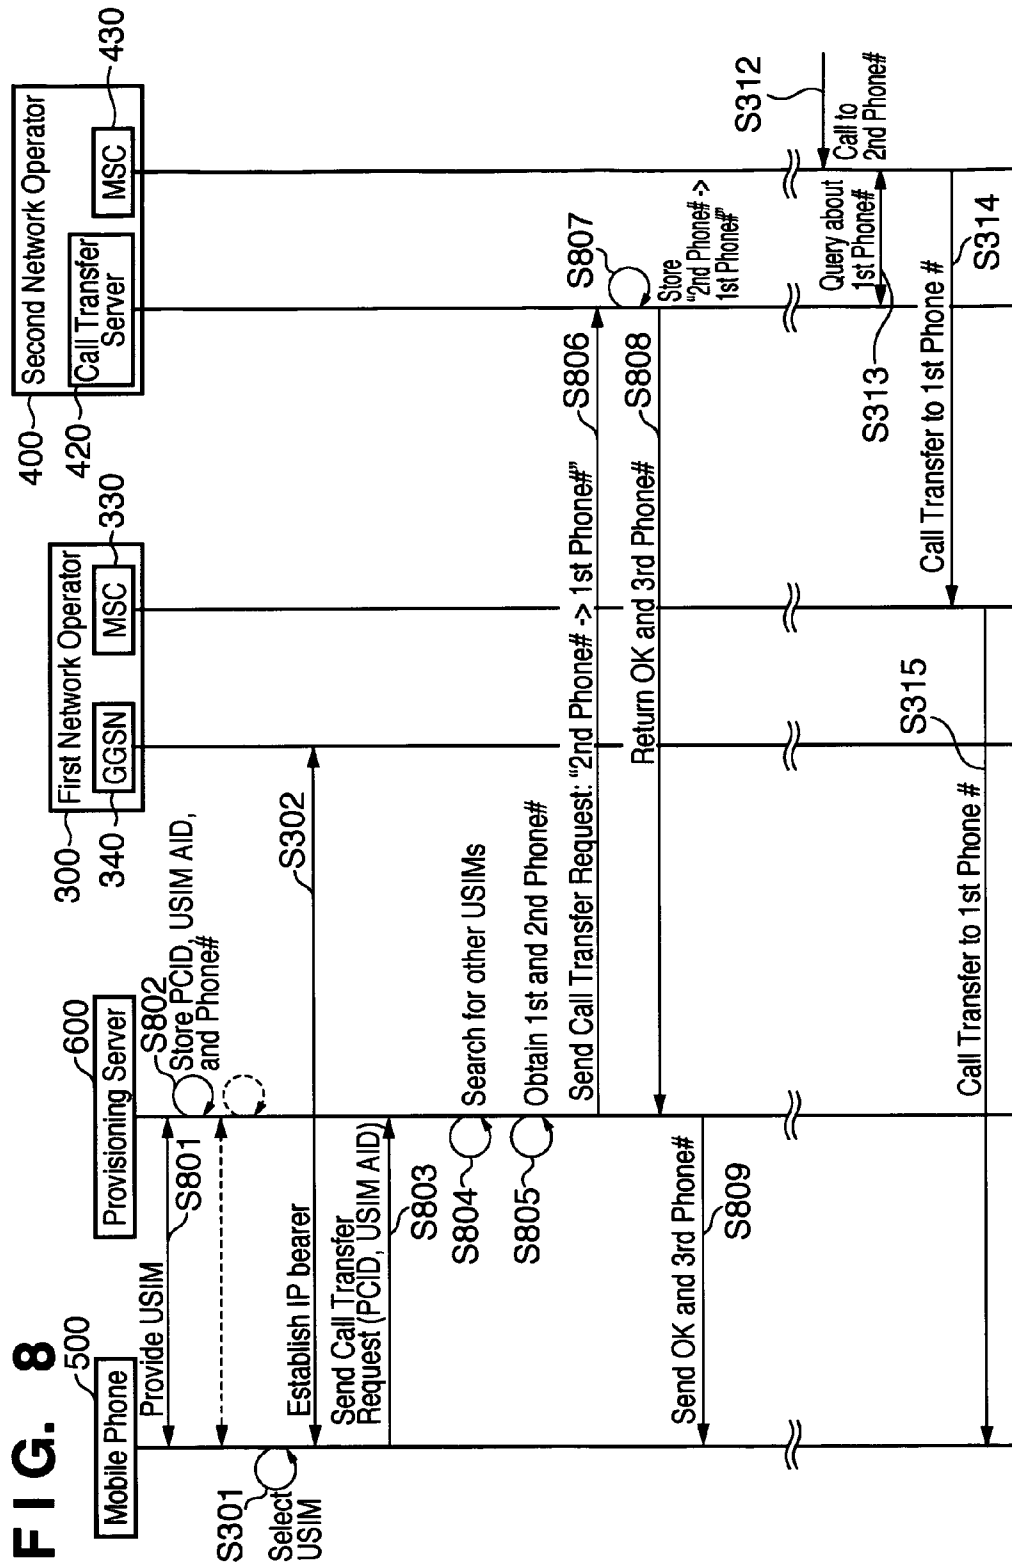 FIG. 8
Mobile Phone
500
Provisioning Server
600
First Network Operator
300
GGSN
340
MSC
330
Second Network Operator
400
Call Transfer
Server
420
MSC
430
Provide USIM
S801
S802
Store PCID, USIM AID,
and Phone#
S301
Select
USIM
Establish IP bearer
S302
Send Call Transfer
Request (PCID, USIM AID)
S803
S804
Search for other USIMs
S805
Obtain 1st and 2nd Phone#
Send Call Transfer Request: "2nd Phone# -> 1st Phone#"
S806
S807
Store
"2nd Phone# ->
1st Phone#"
Return OK and 3rd Phone#
S808
Send OK and 3rd Phone#
S809
S312
Call to
2nd Phone#
Query about
1st Phone#
S313
Call Transfer to 1st Phone #
S314
Call Transfer to 1st Phone #
S315